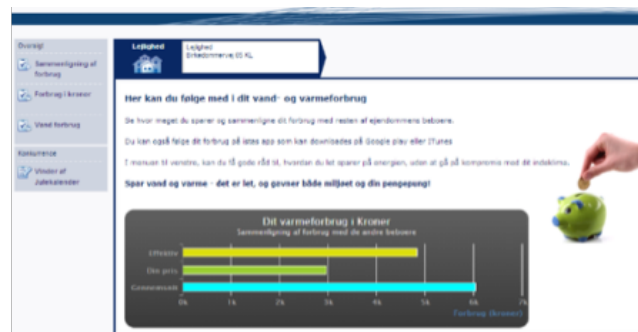 Oversigt
Sammenligning af
forbrug
Forbrug i kroner
Vand forbrug
Konkurrence
Vinder af
Julekalender
Lejlighed
Lejlighed
KL
Her kan du følge med i dit vand- og varmeforbrug
Se hvor meget du sparer og sammenligne dit forbrug med resten af ejendommens beboere.
Du kan også følge dit forbrug på istas app som kan downloades på Google play eller ITunes
I menuen til venstre, kan du få gode råd til, hvordan du let sparer på energien, uden at gå på kompromis med dit indeklima.
Spar vand og varme - det er let, og gavner både miljøet og din pengepung!
Dit varmeforbrug i Kroner
Sammenligning af forbrug med de andre beboere
Effektiv
Din pris
Gennemsnit
0k 1k 2k 3k 4k 5k 6k 7k
Forbrug (kroner)